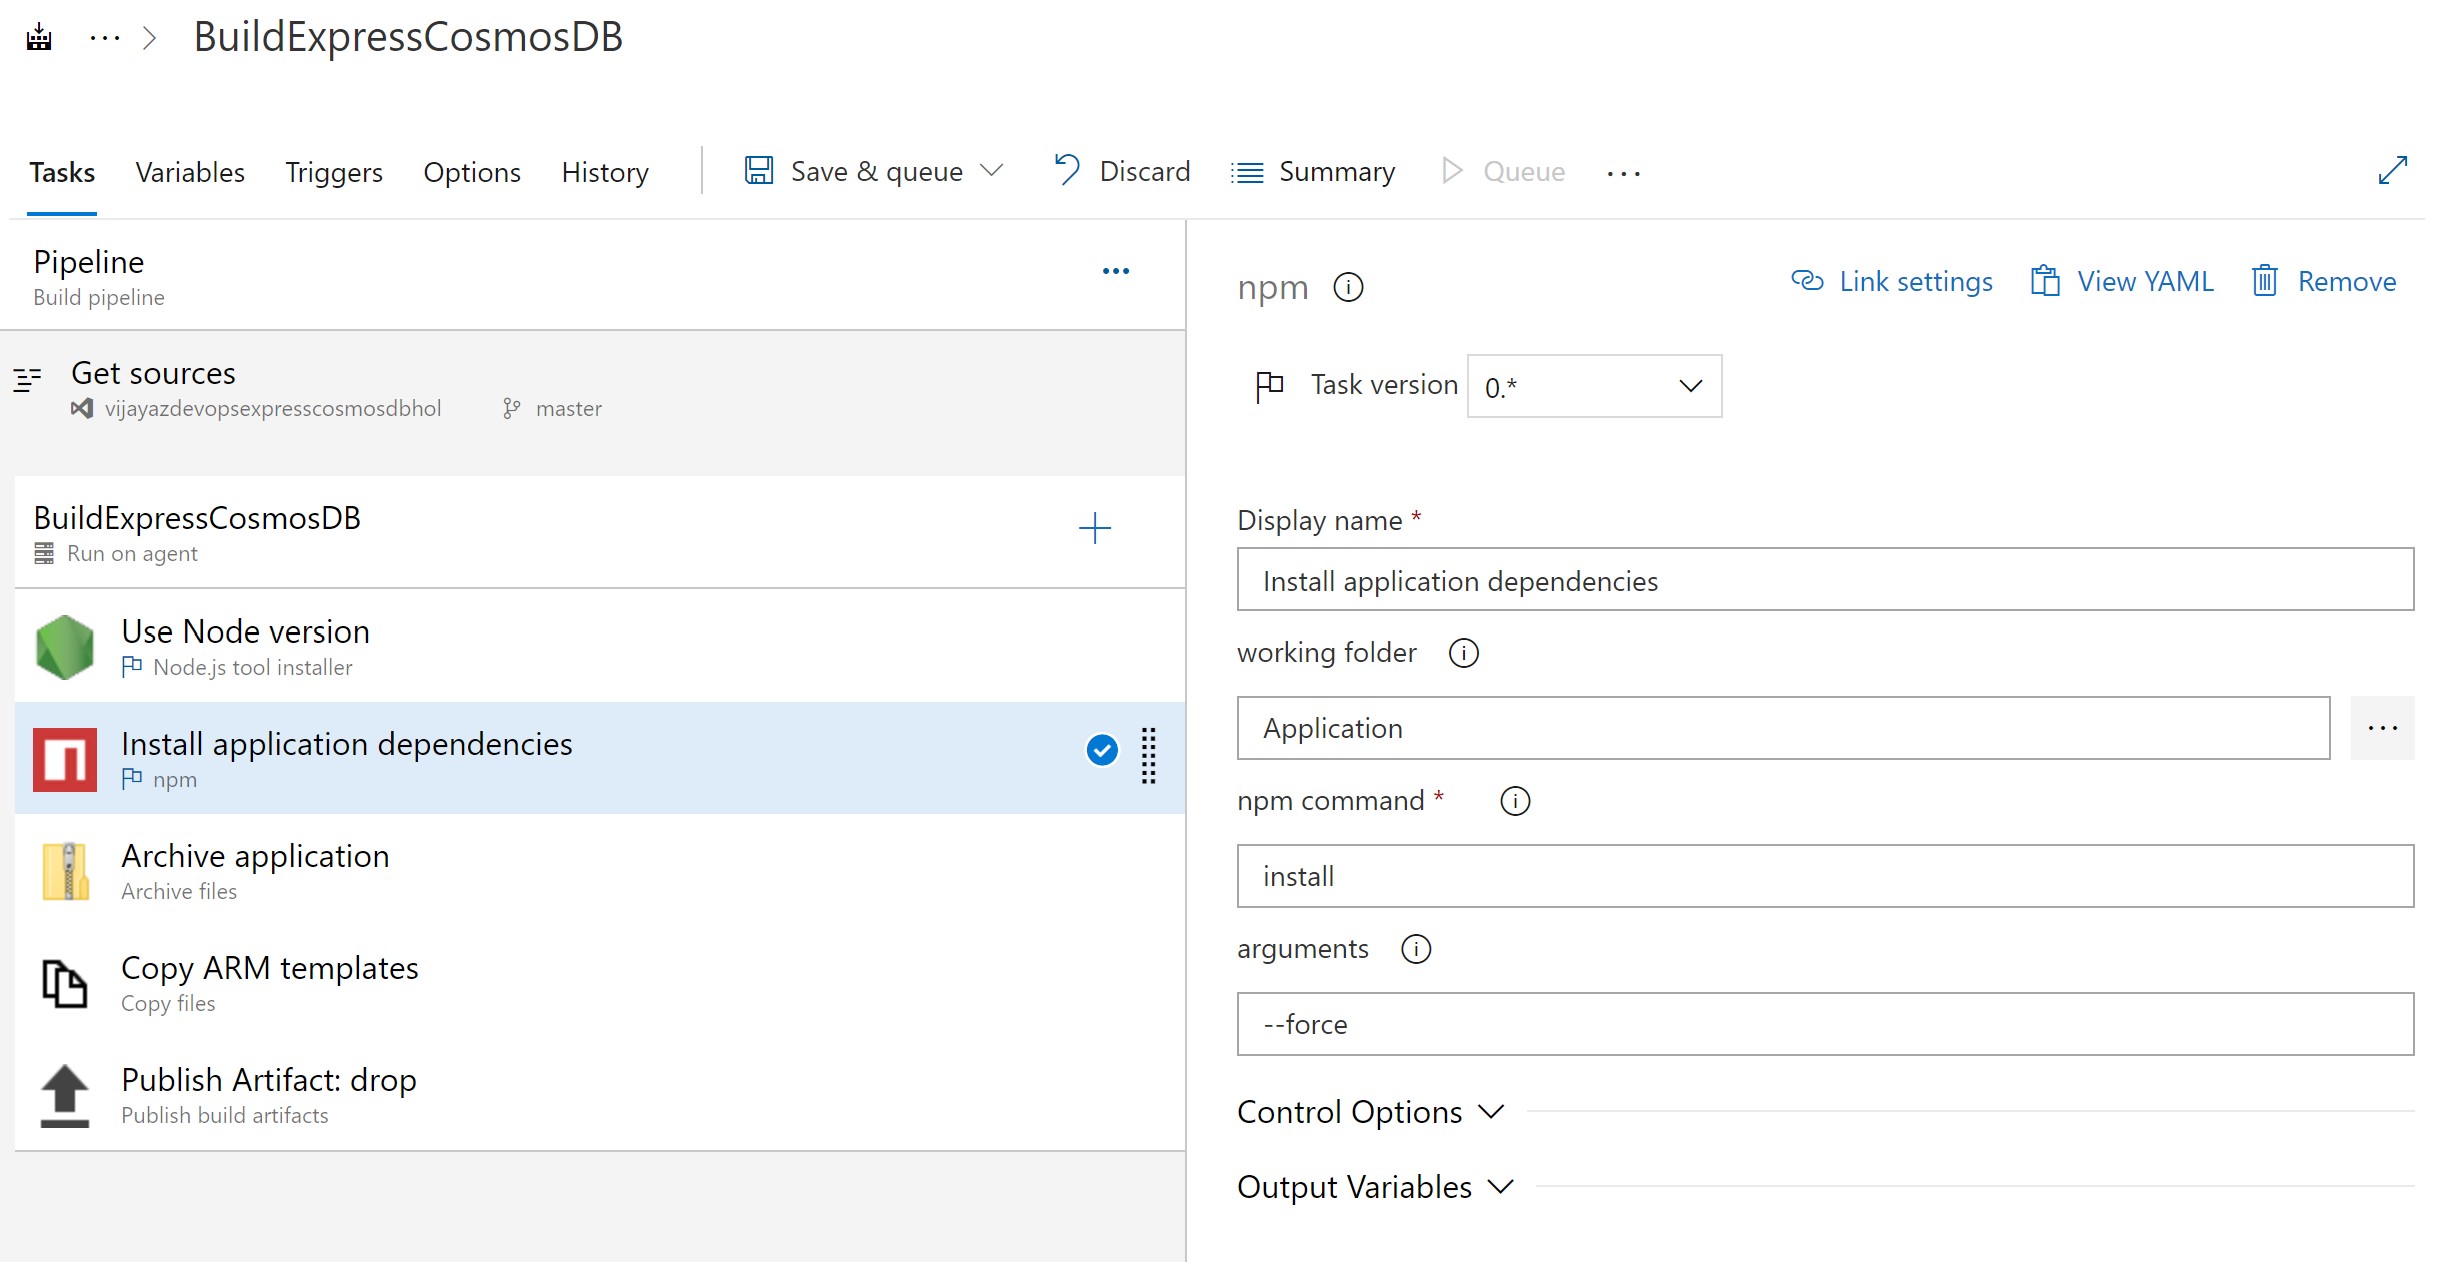 BuildExpressCosmosDB
Tasks Variables Triggers Options History Save & queue Discard Summary Queue
Pipeline
Build pipeline
Get sources
vijayazdevopsexpresscosmosdbhol master
BuildExpressCosmosDB
Run on agent
Use Node version
Node.js tool installer
Install application dependencies
npm
Archive application
Archive files
Copy ARM templates
Copy files
Publish Artifact: drop
Publish build artifacts
npm Link settings View YAML Remove
Task version 0.*
Display name *
Install application dependencies
working folder
Application
npm command *
install
arguments
--force
Control Options
Output Variables